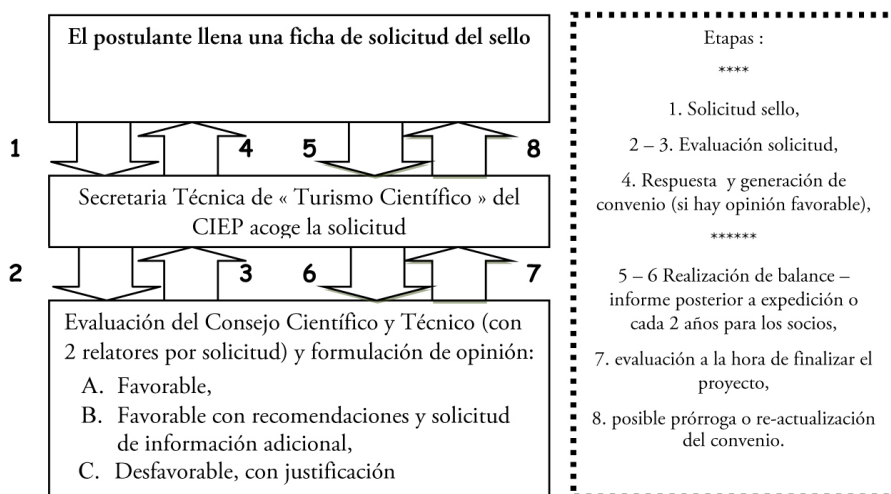 El postulante llena una ficha de solicitud del sello
1
4
5
8
Secretaria Técnica de « Turismo Científico » del
CIEP acoge la solicitud
2
3
6
7
Evaluación del Consejo Científico y Técnico (con
2 relatores por solicitud) y formulación de opinión:
A. Favorable,
B. Favorable con recomendaciones y solicitud
de información adicional,
C. Desfavorable, con justificación
Etapas :
****
1. Solicitud sello,
2 – 3. Evaluación solicitud,
4. Respuesta y generación de
convenio (si hay opinión favorable),
******
5 – 6 Realización de balance –
informe posterior a expedición o
cada 2 años para los socios,
7. evaluación a la hora de finalizar el
proyecto,
8. posible prórroga o re-actualización
del convenio.